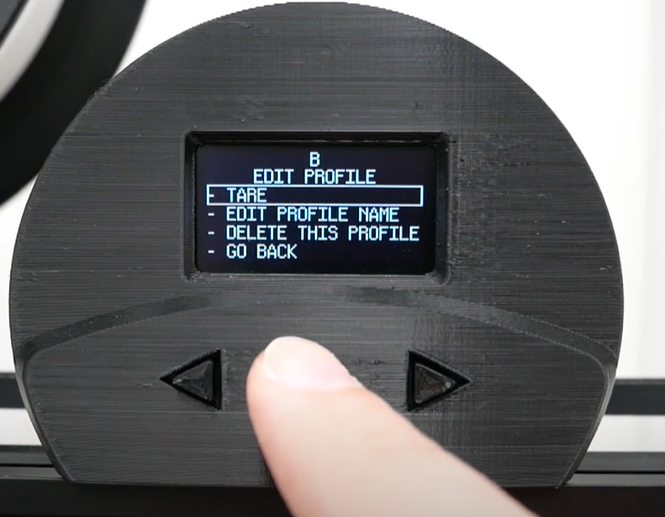 B
EDIT PROFILE
- TARE
- EDIT PROFILE NAME
- DELETE THIS PROFILE
- GO BACK